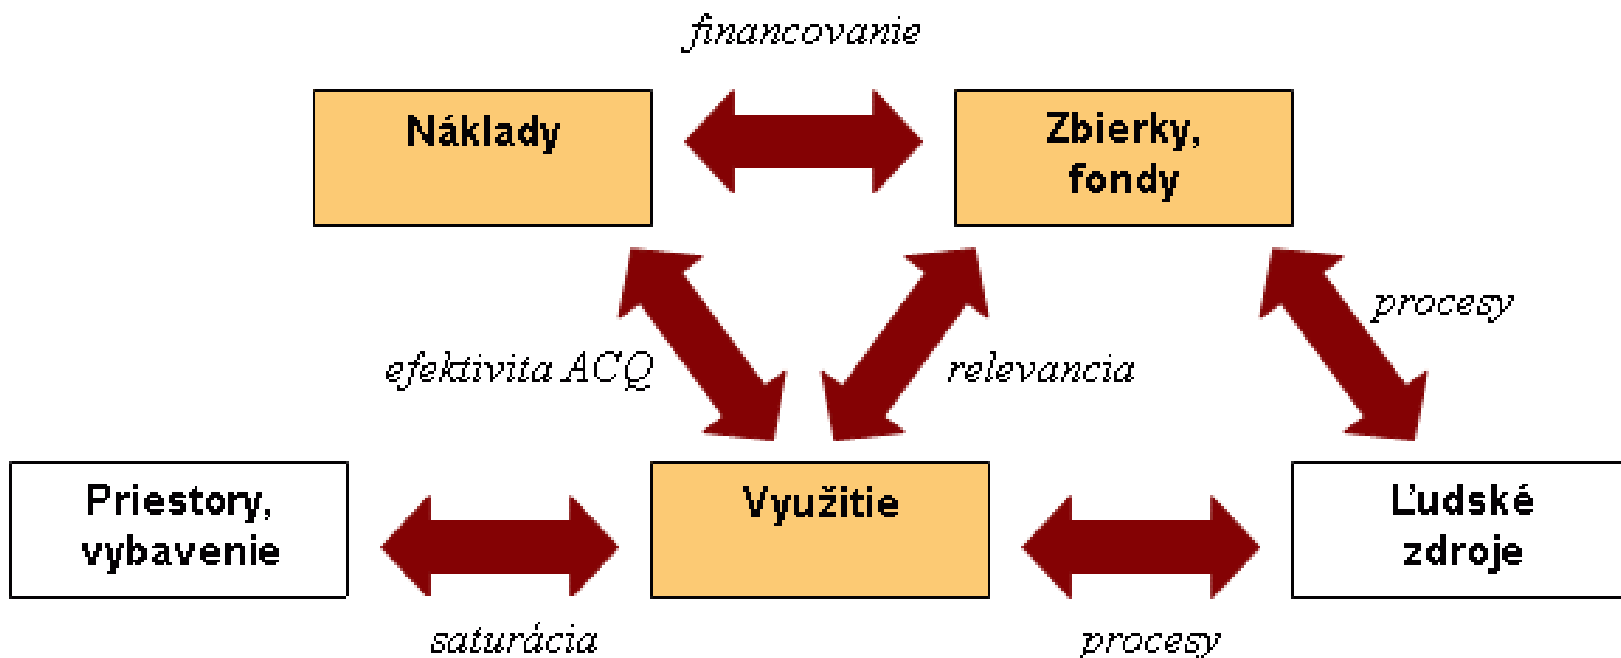 financovanie
Náklady
Zbierky,
fondy
procesy
efektivita ACQ
relevancia
Priestory,
vybavenie
Využitie
Ľudské
zdroje
saturácia
procesy